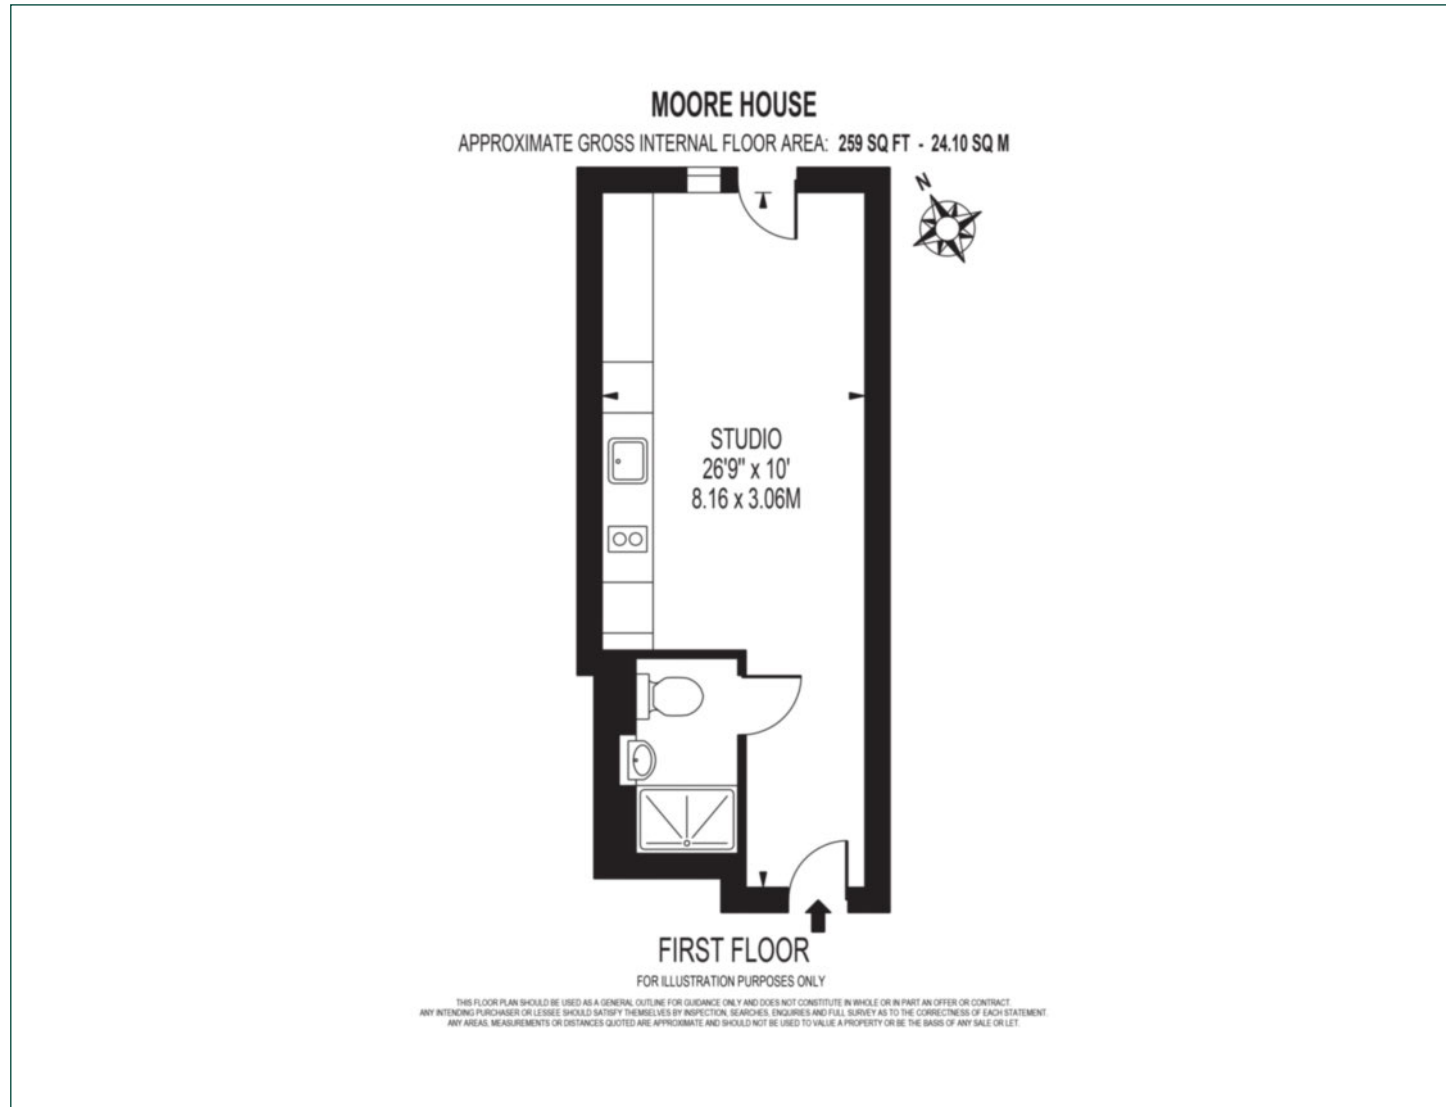 MOORE HOUSE
APPROXIMATE GROSS INTERNAL FLOOR AREA: 259 SQ FT - 24.10 SQ M
N
STUDIO
26'9" x 10'
8.16 x 3.06M
FIRST FLOOR
FOR ILLUSTRATION PURPOSES ONLY
THIS FLOOR PLAN SHOULD BE USED AS A GENERAL OUTLINE FOR GUIDANCE ONLY AND DOES NOT CONSTITUTE IN WHOLE OR IN PART AN OFFER OR CONTRACT.
ANY INTENDING PURCHASER OR LESSEE SHOULD SATISFY THEMSELVES BY INSPECTION, SEARCHES, ENQUIRIES AND FULL SURVEY AS TO THE CORRECTNESS OF EACH STATEMENT.
ANY AREAS, MEASUREMENTS OR DISTANCES QUOTED ARE APPROXIMATE AND SHOULD NOT BE USED TO VALUE A PROPERTY OR BE THE BASIS OF ANY SALE OR LET.